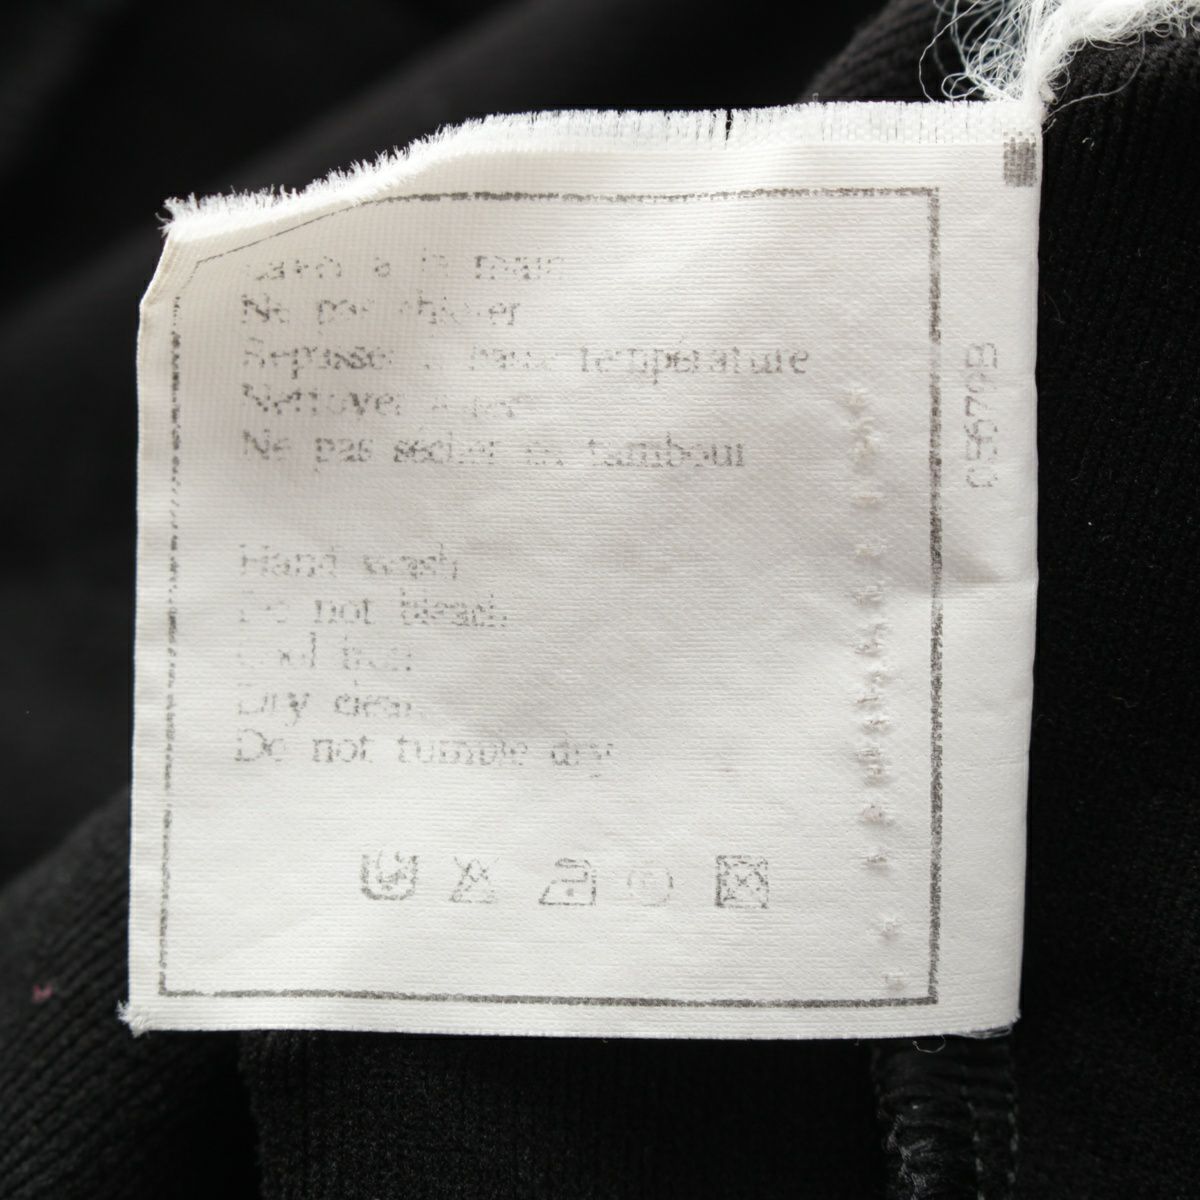 Laver à la main
Ne pas chlorer
Repasser à basse température
Nettoyer à sec
Ne pas sécher en tambour
Hand wash
Do not bleach
Cool iron
Dry clean
Do not tumble dry